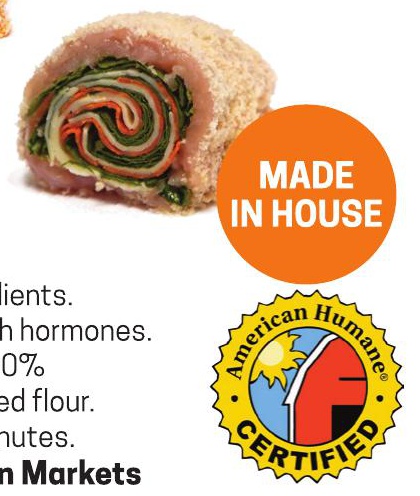 MADE
IN HOUSE
lients.
h hormones.
0%
ed flour.
nutes.
n Markets
American Humane®
CERTIFIED